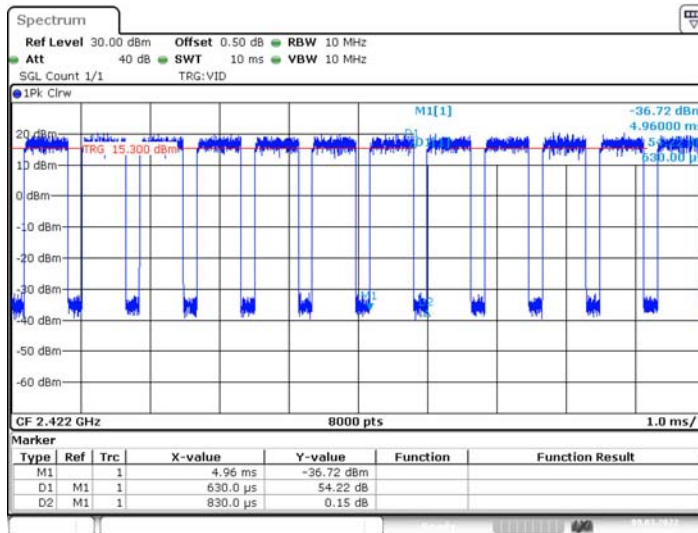 Spectrum
Ref Level 30.00 dBm Offset 0.50 dB RBW 10 MHz
Att 40 dB SWT 10 ms VBW 10 MHz
SGL Count 1/1 TRG:VID
1Pk Clrw
M1[1] -36.72 dBm
4.96000 ms
20 dBm
D1
TRG 15.300 dBm
630.00 µs
10 dBm
0 dBm
-10 dBm
-20 dBm
-30 dBm
M1
-40 dBm
-50 dBm
-60 dBm
CF 2.422 GHz 8000 pts 1.0 ms/
Marker
Type Ref Trc X-value Y-value Function Function Result
M1 1 4.96 ms -36.72 dBm
D1 M1 1 630.0 µs 54.22 dB
D2 M1 1 830.0 µs 0.15 dB